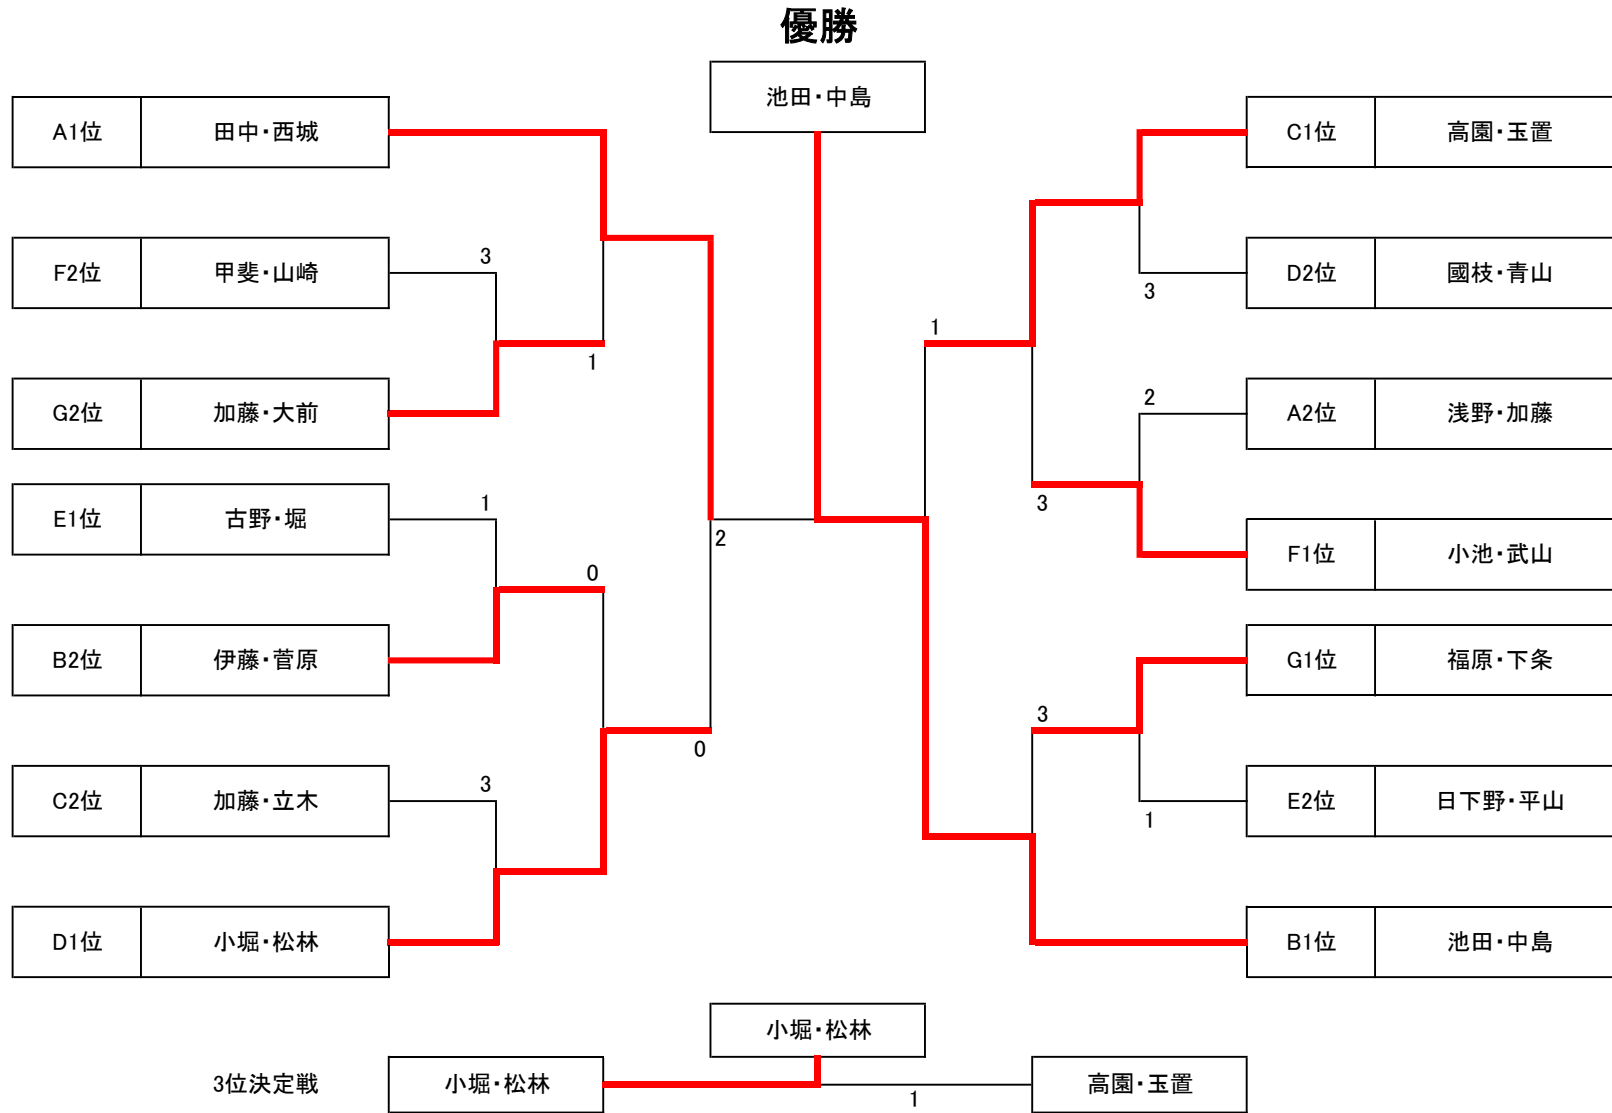 優勝
池田・中島
A1位 田中・西城
F2位 甲斐・山崎
3
G2位 加藤・大前
1
E1位 古野・堀
1
B2位 伊藤・菅原
0
C2位 加藤・立木
3
D1位 小堀・松林
0
2
C1位 高園・玉置
D2位 國枝・青山
3
1
A2位 浅野・加藤
2
F1位 小池・武山
3
G1位 福原・下条
3
E2位 日下野・平山
1
B1位 池田・中島
小堀・松林
3位決定戦 小堀・松林 1 高園・玉置